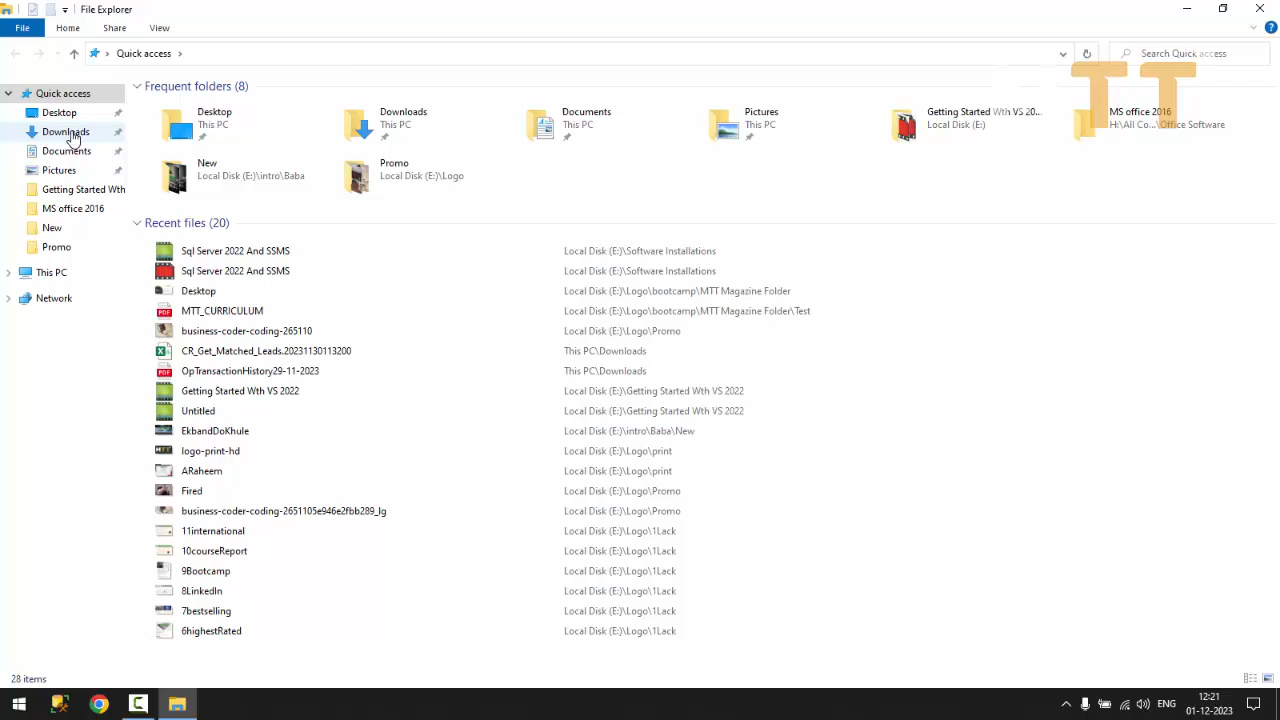 File Explorer
File Home Share View
Quick access
Search Quick access
TT
Quick access
Desktop
Downloads
Documents
Pictures
Getting Started Wth
MS office 2016
New
Promo
This PC
Network
Frequent folders (8)
Desktop
This PC
Downloads
This PC
Documents
This PC
Pictures
This PC
Getting Started Wth VS 20...
Local Disk (E:)
MS office 2016
H:\All Co...\Office Software
New
Local Disk (E:)\intro\Baba
Promo
Local Disk (E:)\Logo
Recent files (20)
Sql Server 2022 And SSMS Local Disk (E:)\Software Installations
Sql Server 2022 And SSMS Local Disk (E:)\Software Installations
Desktop Local Disk (E:)\Logo\bootcamp\MTT Magazine Folder
MTT_CURRICULUM Local Disk (E:)\Logo\bootcamp\MTT Magazine Folder\Test
business-coder-coding-265110 Local Disk (E:)\Logo\Promo
CR_Get_Matched_Leads.20231130113200 This PC\Downloads
OpTransactionHistory29-11-2023 This PC\Downloads
Getting Started Wth VS 2022 Local Disk (E:)\Getting Started Wth VS 2022
Untitled Local Disk (E:)\Getting Started Wth VS 2022
EkbandDoKhule Local Disk (E:)\intro\Baba\New
logo-print-hd Local Disk (E:)\Logo\print
ARaheem Local Disk (E:)\Logo\print
Fired Local Disk (E:)\Logo\Promo
business-coder-coding-2651105e946e2fbb289_lg Local Disk (E:)\Logo\Promo
11international Local Disk (E:)\Logo\1Lack
10courseReport Local Disk (E:)\Logo\1Lack
9Bootcamp Local Disk (E:)\Logo\1Lack
8LinkedIn Local Disk (E:)\Logo\1Lack
7bestselling Local Disk (E:)\Logo\1Lack
6highestRated Local Disk (E:)\Logo\1Lack
28 items
ENG
12:21
01-12-2023